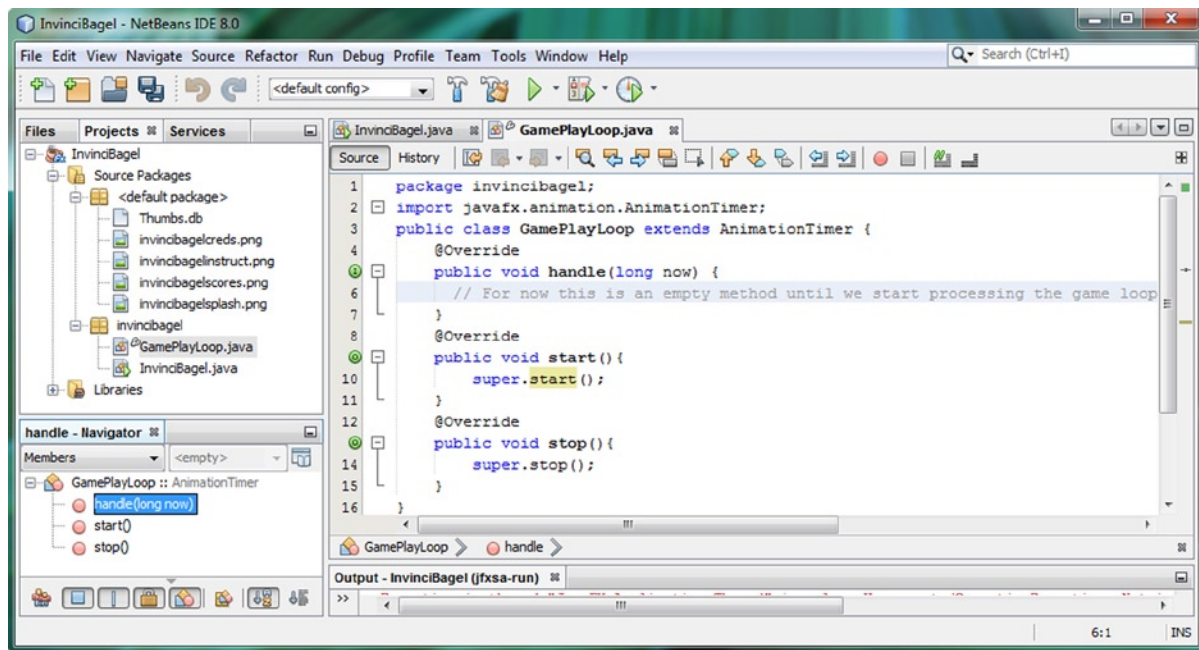 InvinciBagel - NetBeans IDE 8.0
File Edit View Navigate Source Refactor Run Debug Profile Team Tools Window Help
Search (Ctrl+I)
<default config>
Files Projects Services
InvinciBagel
Source Packages
<default package>
Thumbs.db
invincibagelcreds.png
invincibagelinstruct.png
invincibagelscores.png
invincibagelsplash.png
invincibagel
GamePlayLoop.java
InvinciBagel.java
Libraries
handle - Navigator
Members <empty>
GamePlayLoop :: AnimationTimer
handle(long now)
start()
stop()
InvinciBagel.java GamePlayLoop.java
Source History
1 package invincibagel;
2 import javafx.animation.AnimationTimer;
3 public class GamePlayLoop extends AnimationTimer {
4 @Override
public void handle(long now) {
6 // For now this is an empty method until we start processing the game loop
7 }
8 @Override
public void start(){
10 super.start();
11 }
12 @Override
public void stop(){
14 super.stop();
15 }
16 }
GamePlayLoop handle
Output - InvinciBagel (jfxsa-run)
>>
6:1 INS